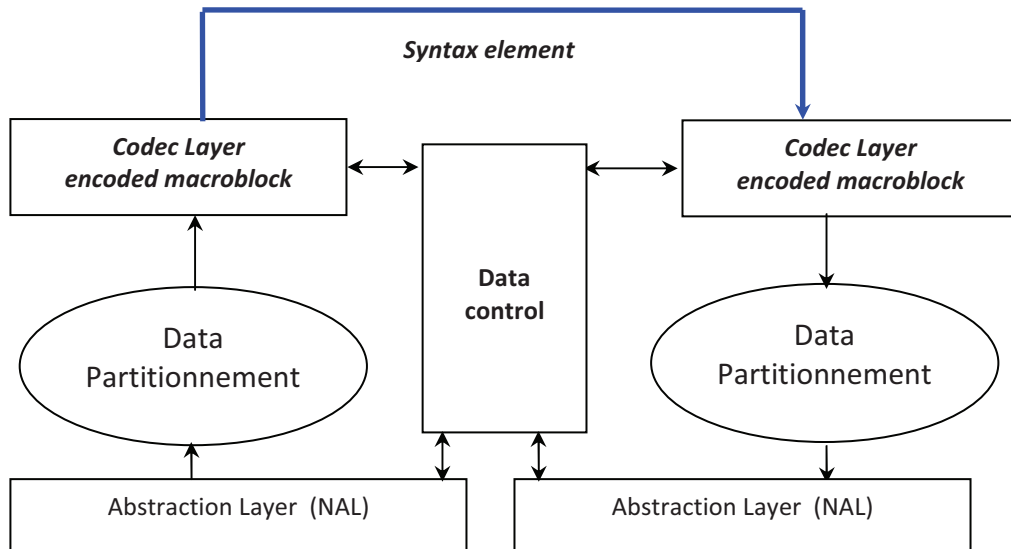 Syntax element
Codec Layer
encoded macroblock
Codec Layer
encoded macroblock
Data
control
Data
Partitionnement
Data
Partitionnement
Abstraction Layer (NAL)
Abstraction Layer (NAL)